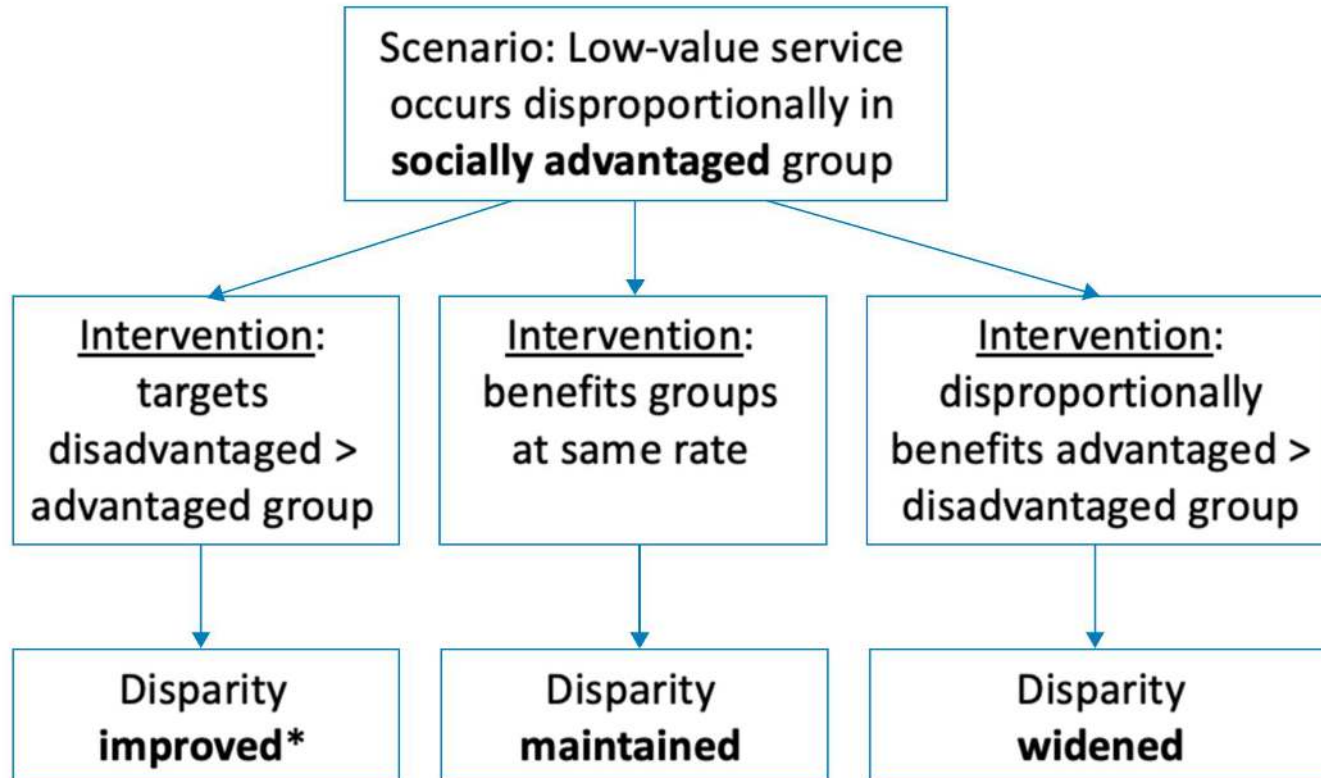 Scenario: Low-value service
occurs disproportionally in
socially advantaged group
Intervention:
targets
disadvantaged >
advantaged group
Intervention:
benefits groups
at same rate
Intervention:
disproportionally
benefits advantaged >
disadvantaged group
Disparity
improved*
Disparity
maintained
Disparity
widened